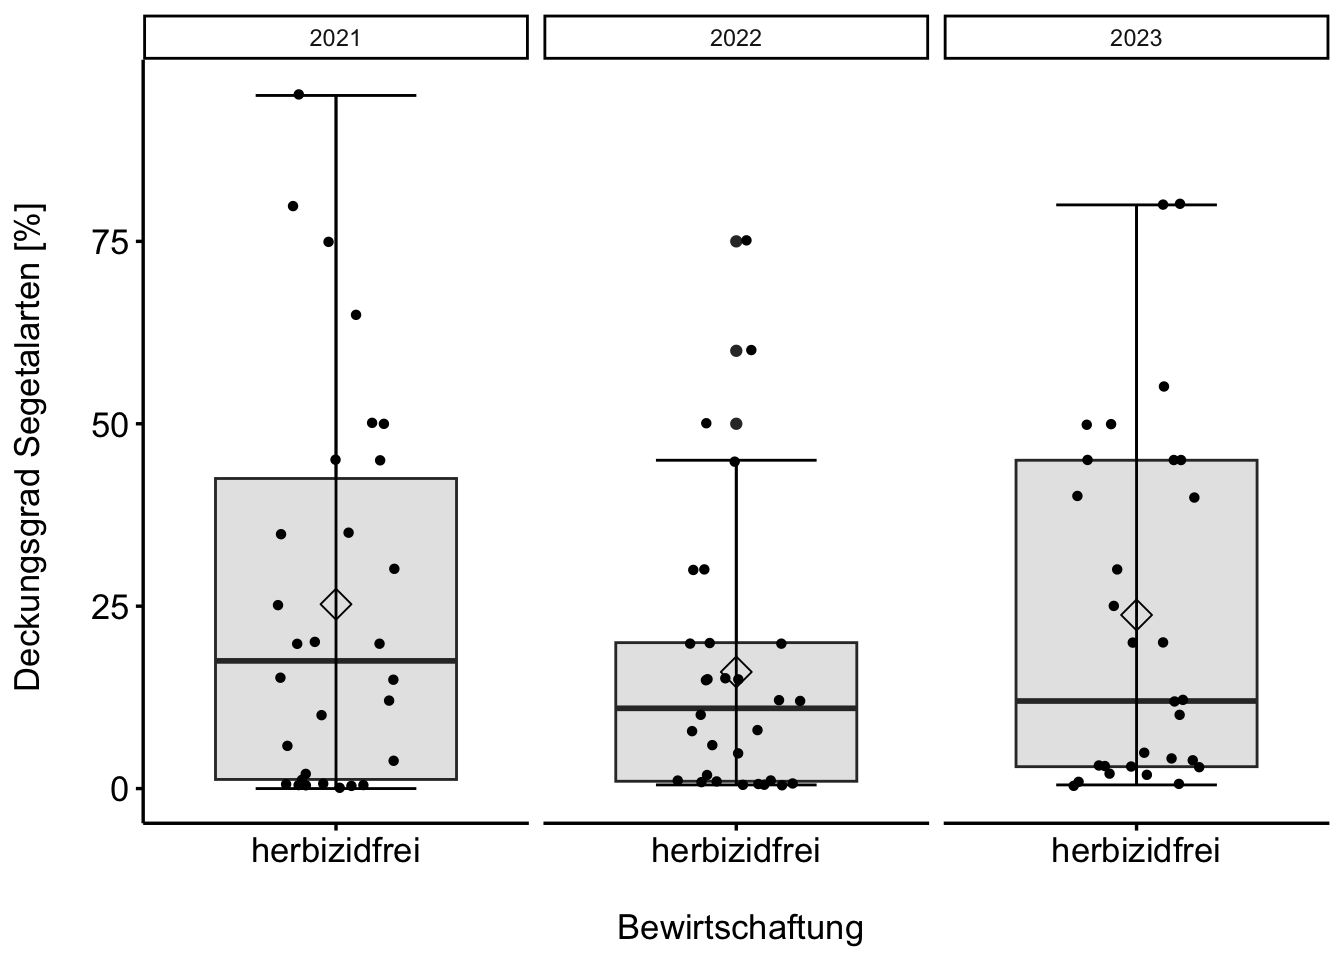 2021
2022
2023
Deckungsgrad Segetalarten [%]
75
50
25
0
herbizidfrei
herbizidfrei
herbizidfrei
Bewirtschaftung